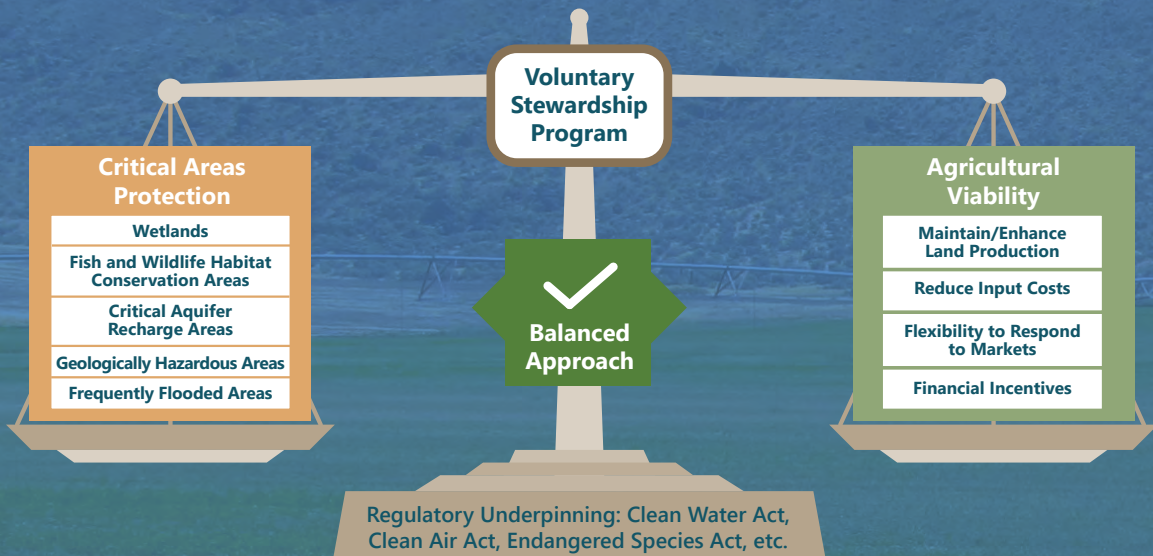 Voluntary
Stewardship
Program
Critical Areas
Protection
Wetlands
Fish and Wildlife Habitat
Conservation Areas
Critical Aquifer
Recharge Areas
Geologically Hazardous Areas
Frequently Flooded Areas
Balanced
Approach
Agricultural
Viability
Maintain/Enhance
Land Production
Reduce Input Costs
Flexibility to Respond
to Markets
Financial Incentives
Regulatory Underpinning: Clean Water Act,
Clean Air Act, Endangered Species Act, etc.